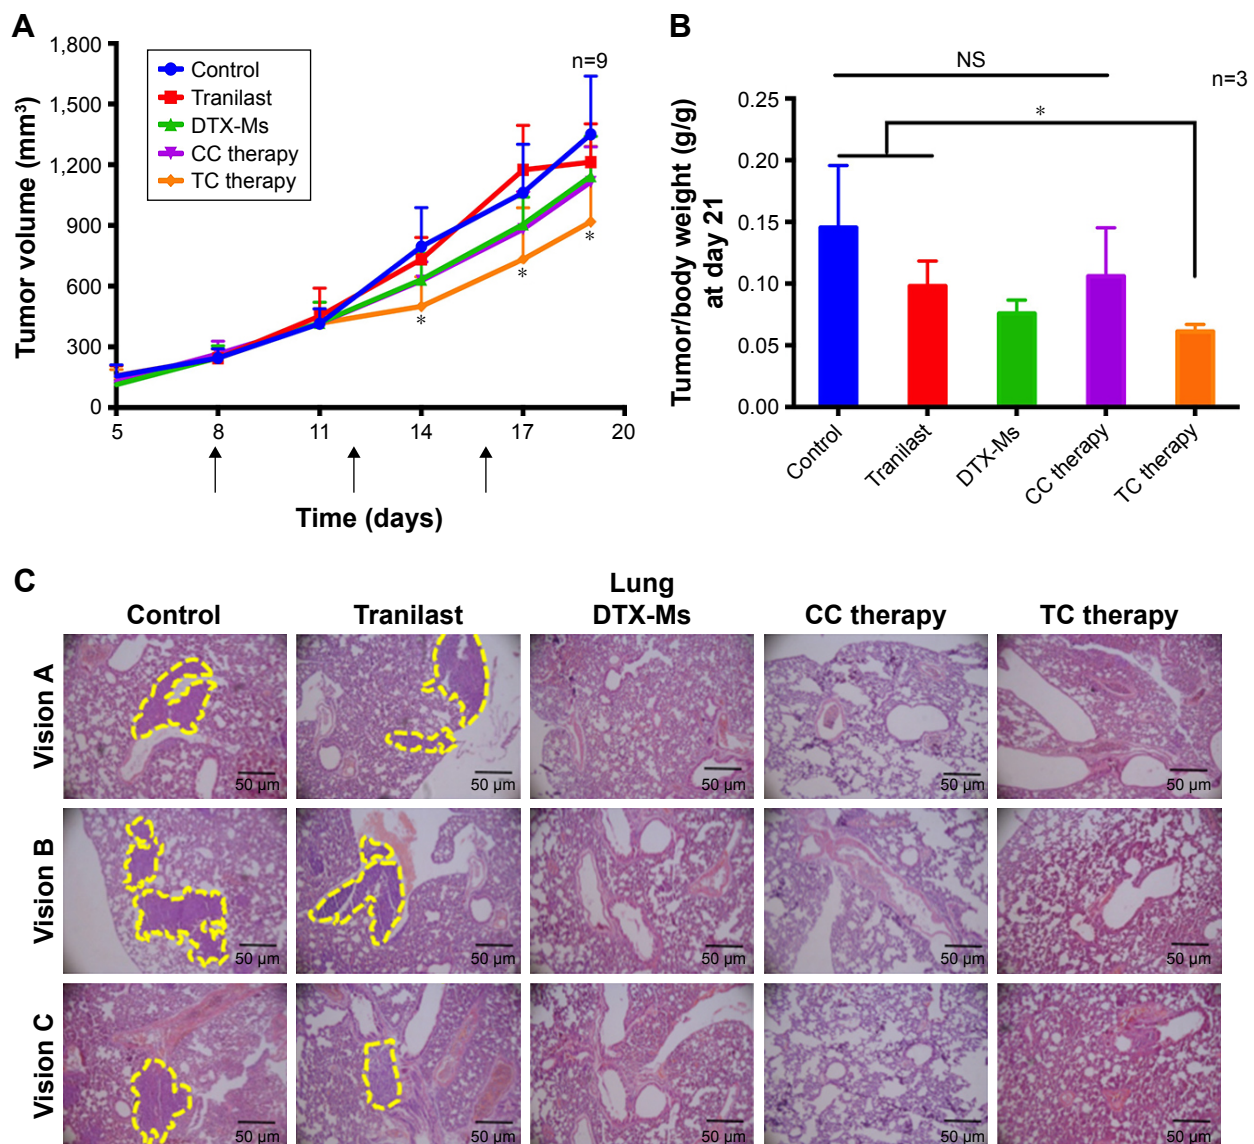 A
1,800
1,500
1,200
900
600
300
0
Tumor volume (mm³)
Control
Tranilast
DTX-Ms
CC therapy
TC therapy
n=9
*
*
*
5
8
11
14
17
20
Time (days)
B
NS
n=3
*
0.25
0.20
0.15
0.10
0.05
0.00
Tumor/body weight (g/g)
at day 21
Control
Tranilast
DTX-Ms
CC therapy
TC therapy
C
Lung
Control
Tranilast
DTX-Ms
CC therapy
TC therapy
Vision A
50 µm
50 µm
50 µm
50 µm
50 µm
Vision B
50 µm
50 µm
50 µm
50 µm
50 µm
Vision C
50 µm
50 µm
50 µm
50 µm
50 µm